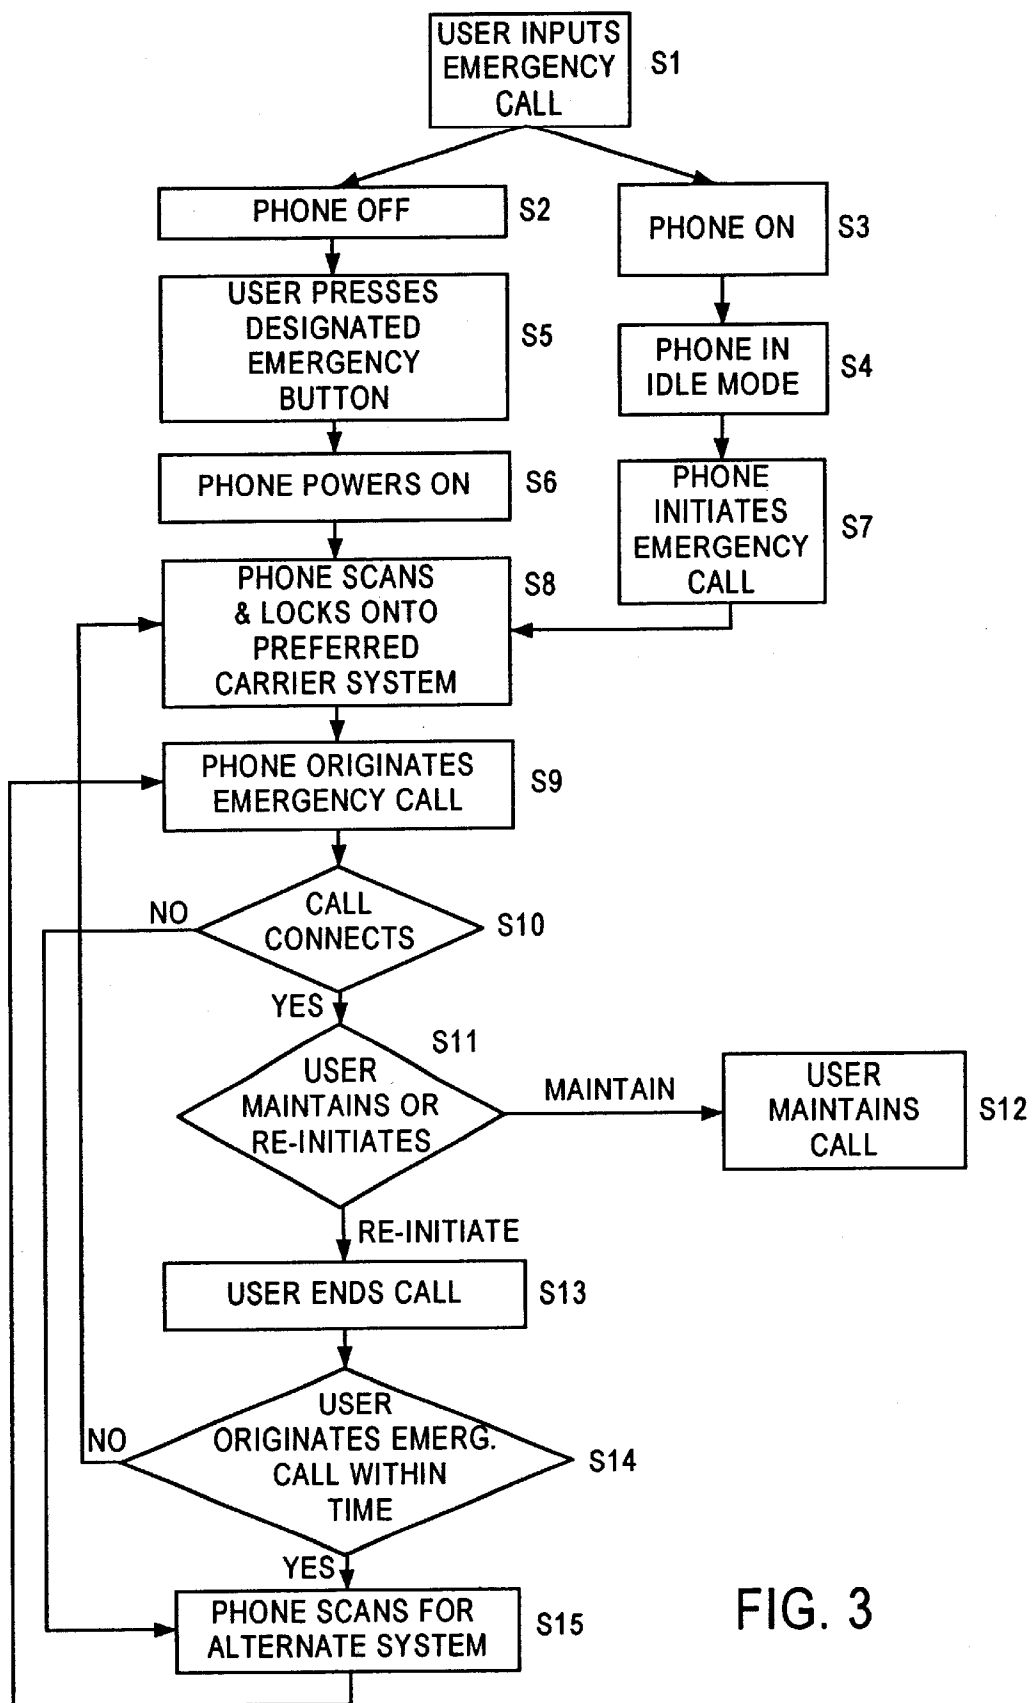 USER INPUTS
EMERGENCY
CALL
S1
PHONE OFF
S2
PHONE ON
S3
USER PRESSES
DESIGNATED
EMERGENCY
BUTTON
S5
PHONE IN
IDLE MODE
S4
PHONE POWERS ON
S6
PHONE
INITIATES
EMERGENCY
CALL
S7
PHONE SCANS
& LOCKS ONTO
PREFERRED
CARRIER SYSTEM
S8
PHONE ORIGINATES
EMERGENCY CALL
S9
CALL
CONNECTS
S10
NO
YES
S11
USER
MAINTAINS OR
RE-INITIATES
MAINTAIN
USER
MAINTAINS
CALL
S12
RE-INITIATE
USER ENDS CALL
S13
USER
ORIGINATES EMERG.
CALL WITHIN
TIME
S14
NO
YES
PHONE SCANS FOR
ALTERNATE SYSTEM
S15
FIG. 3